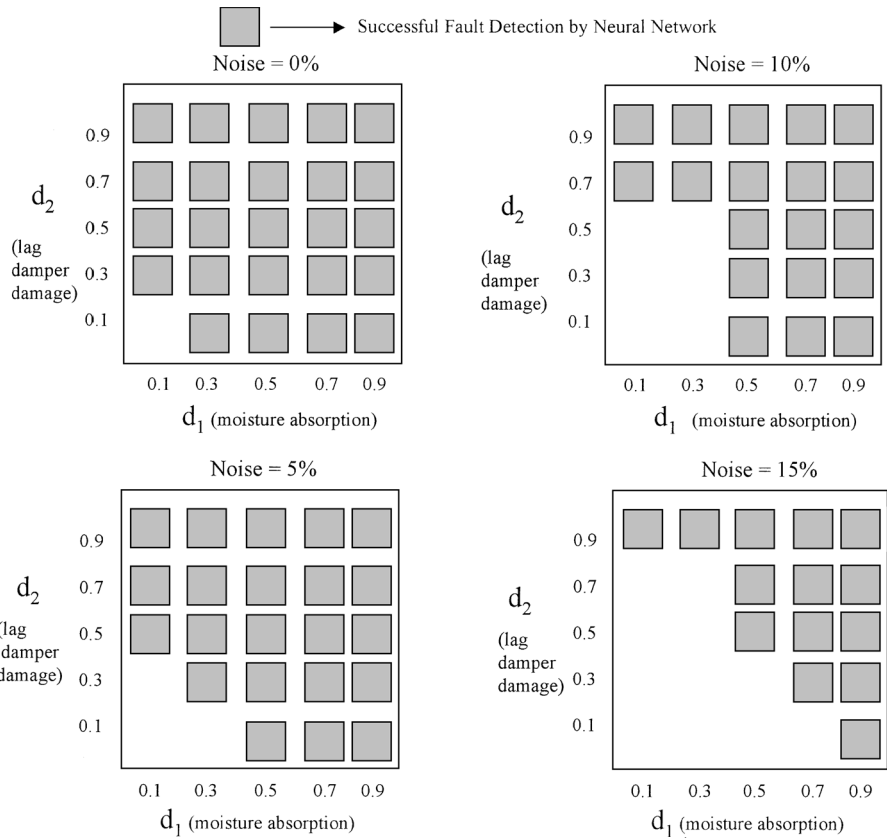 Successful Fault Detection by Neural Network
Noise = 0%
0.9
0.7
0.5
0.3
0.1
d2
(lag
damper
damage)
0.1 0.3 0.5 0.7 0.9
d1 (moisture absorption)
Noise = 10%
0.9
0.7
0.5
0.3
0.1
d2
(lag
damper
damage)
0.1 0.3 0.5 0.7 0.9
d1 (moisture absorption)
Noise = 5%
0.9
0.7
0.5
0.3
0.1
d2
(lag
damper
damage)
0.1 0.3 0.5 0.7 0.9
d1 (moisture absorption)
Noise = 15%
0.9
0.7
0.5
0.3
0.1
d2
(lag
damper
damage)
0.1 0.3 0.5 0.7 0.9
d1 (moisture absorption)